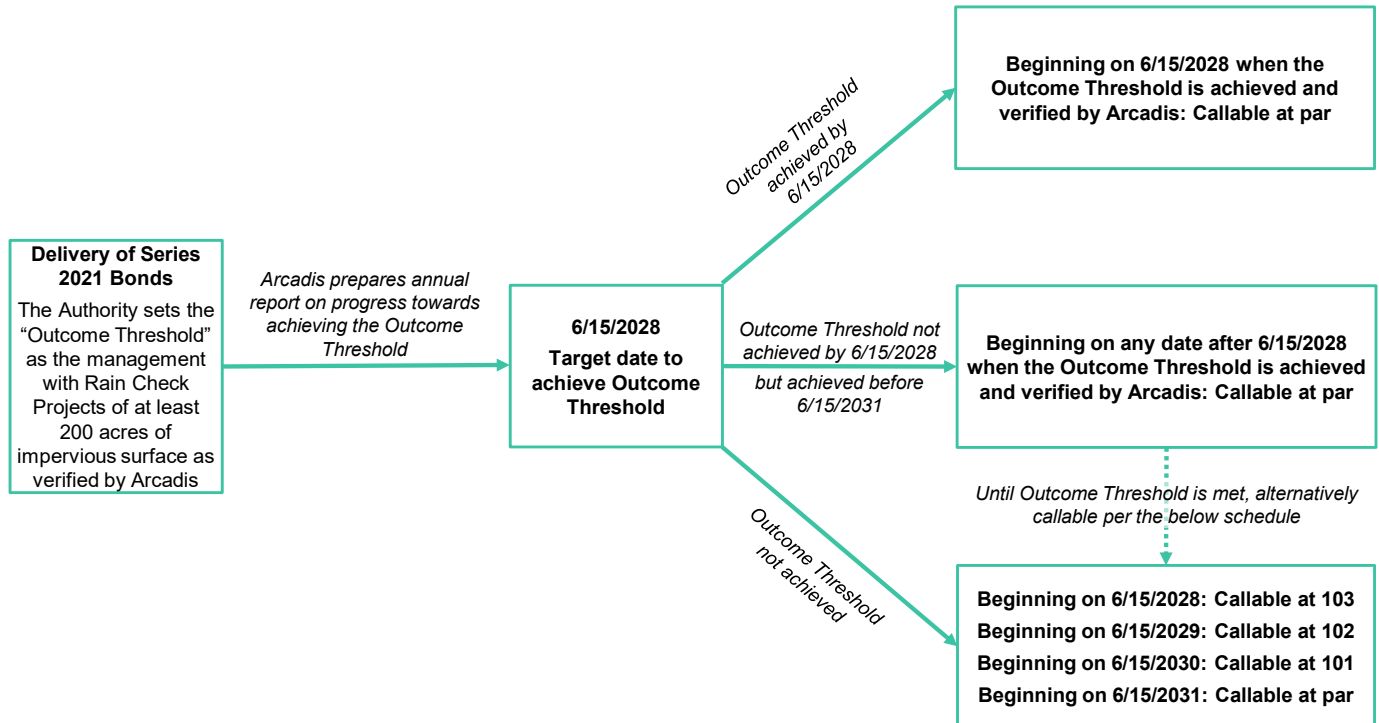 Delivery of Series
2021 Bonds
The Authority sets the
“Outcome Threshold”
as the management
with Rain Check
Projects of at least
200 acres of
impervious surface as
verified by Arcadis
Arcadis prepares annual
report on progress towards
achieving the Outcome
Threshold
6/15/2028
Target date to
achieve Outcome
Threshold
Outcome Threshold
achieved by
6/15/2028
Beginning on 6/15/2028 when the
Outcome Threshold is achieved and
verified by Arcadis: Callable at par
Outcome Threshold not
achieved by 6/15/2028
but achieved before
6/15/2031
Beginning on any date after 6/15/2028
when the Outcome Threshold is achieved
and verified by Arcadis: Callable at par
Until Outcome Threshold is met, alternatively
callable per the below schedule
Outcome Threshold
not achieved
Beginning on 6/15/2028: Callable at 103
Beginning on 6/15/2029: Callable at 102
Beginning on 6/15/2030: Callable at 101
Beginning on 6/15/2031: Callable at par